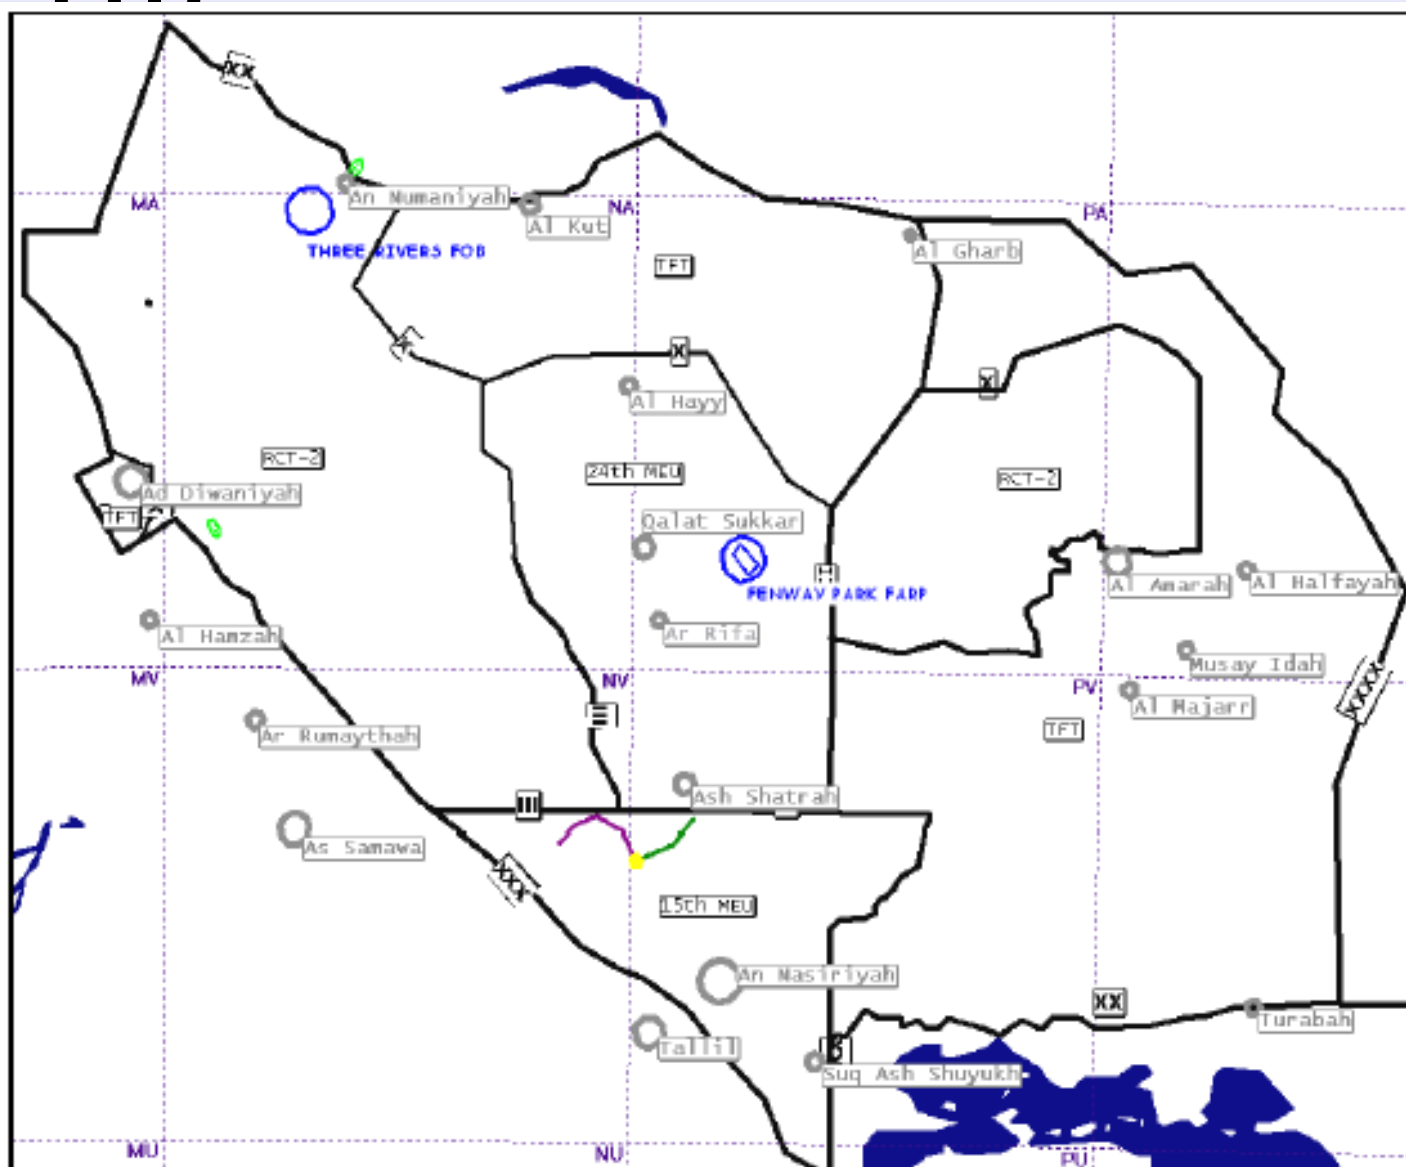 XX
MA
An Numaniyah
NA
PA
Al Kut
THREE RIVERS FOB
Al Gharb
TFT
X
X
Al Hayy
RCT-2
24th MEU
RCT-2
Ad Diwaniyah
TFT
Qalat Sukkar
FENWAY PARK FARP
Al Amarah
Al Halfayah
Al Hamzah
Ar Rifa
Musay Idah
MV
NV
PV
XXXX
Al Majarr
Ar Rumaythah
III
TFT
Ash Shatrah
III
As Samawa
XXX
15th MEU
An Nasiriyah
XX
Turabah
Tallil
Suq Ash Shuyukh
MU
NU
PU